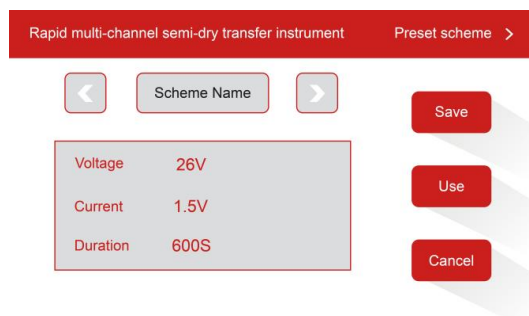 Rapid multi-channel semi-dry transfer instrument Preset scheme >
< Scheme Name >
Save
Voltage 26V
Use
Current 1.5V
Duration 600S
Cancel